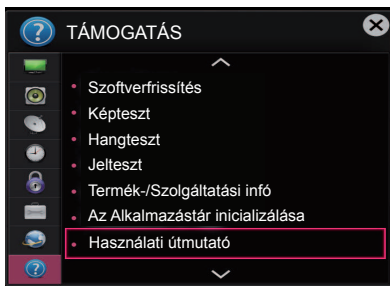 TÁMOGATÁS
Szoftverfrissítés
Képteszt
Hangteszt
Jelteszt
Termék-/Szolgáltatási infó
Az Alkalmazástár inicializálása
Használati útmutató